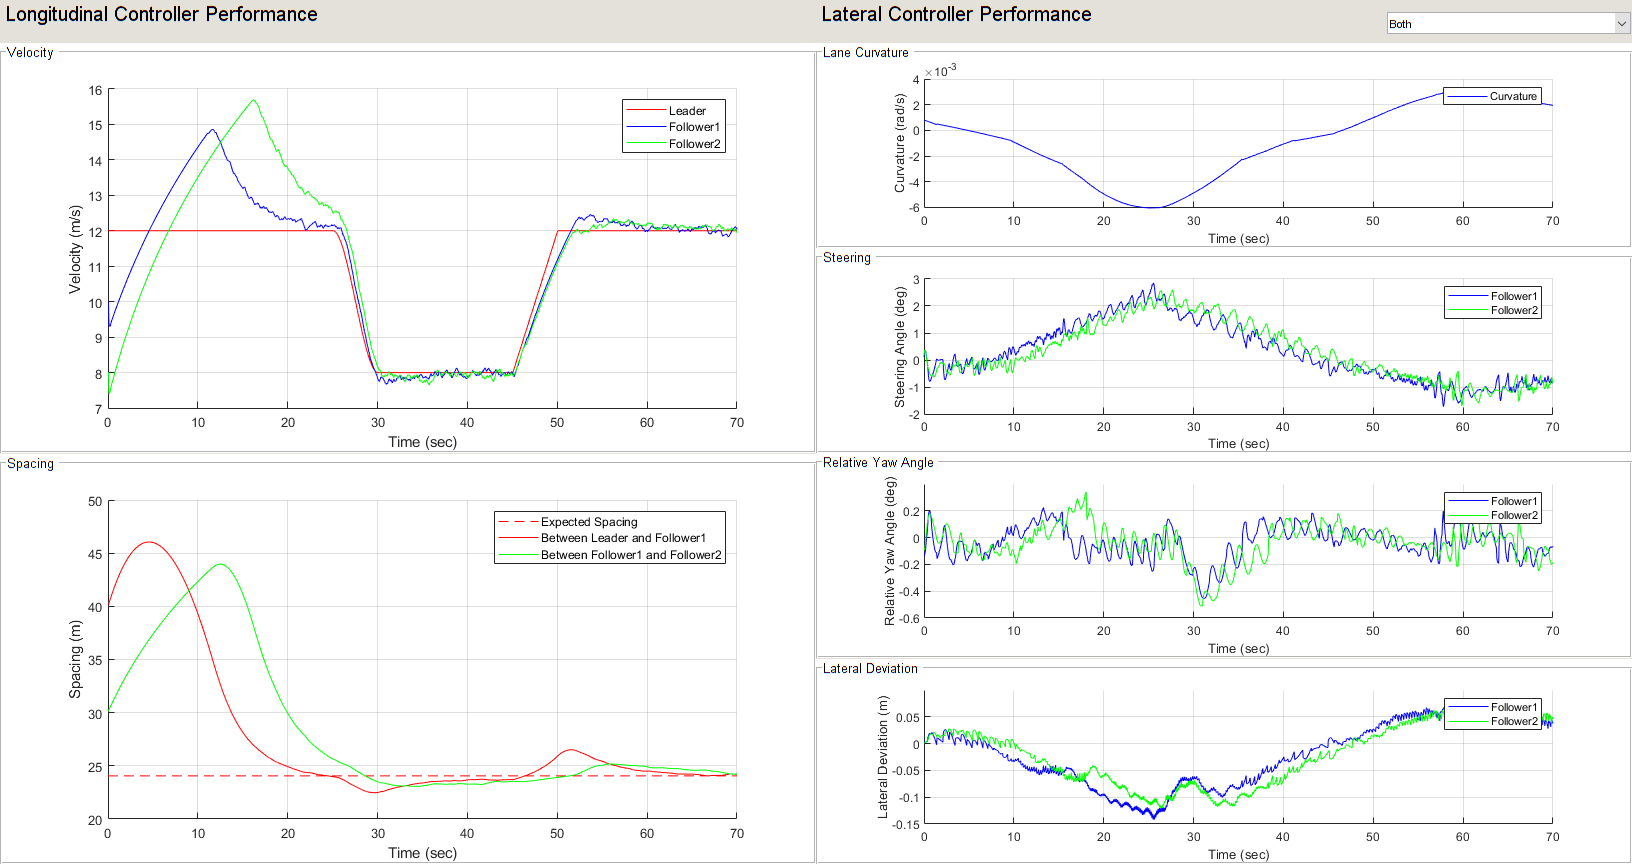 Longitudinal Controller Performance
Velocity
16
15
14
13
12
11
10
9
8
7
Velocity (m/s)
Leader
Follower1
Follower2
0 10 20 30 40 50 60 70
Time (sec)
Spacing
50
45
40
35
30
25
20
Spacing (m)
Expected Spacing
Between Leader and Follower1
Between Follower1 and Follower2
0 10 20 30 40 50 60 70
Time (sec)
Lateral Controller Performance
Both
Lane Curvature
×10⁻³
4
2
0
-2
-4
-6
Curvature (rad/s)
Curvature
0 10 20 30 40 50 60 70
Time (sec)
Steering
3
2
1
0
-1
-2
Steering Angle (deg)
Follower1
Follower2
0 10 20 30 40 50 60 70
Time (sec)
Relative Yaw Angle
0.2
0
-0.2
-0.4
-0.6
Relative Yaw Angle (deg)
Follower1
Follower2
0 10 20 30 40 50 60 70
Time (sec)
Lateral Deviation
0.05
0
-0.05
-0.1
-0.15
Lateral Deviation (m)
Follower1
Follower2
0 10 20 30 40 50 60 70
Time (sec)